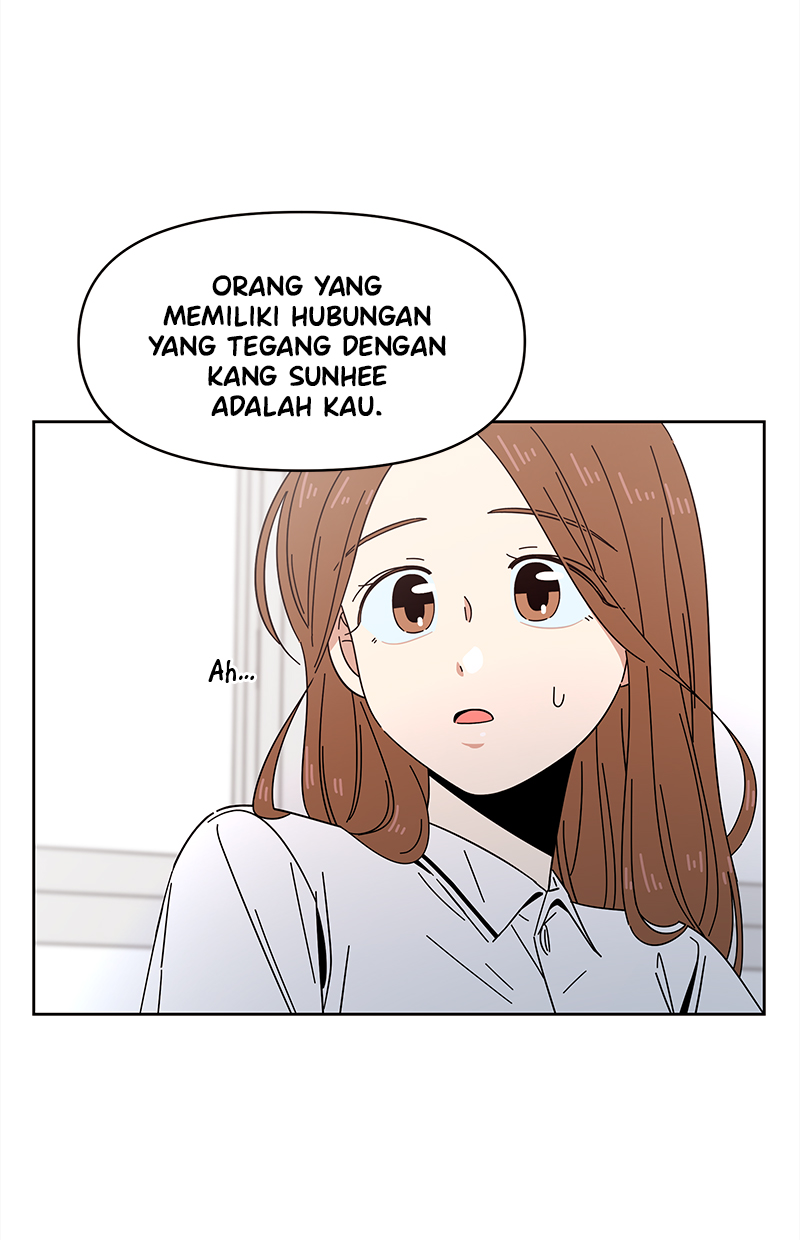 ORANG YANG
MEMILIKI HUBUNGAN
YANG TEGANG DENGAN
KANG SUNHEE
ADALAH KAU.
Ah...